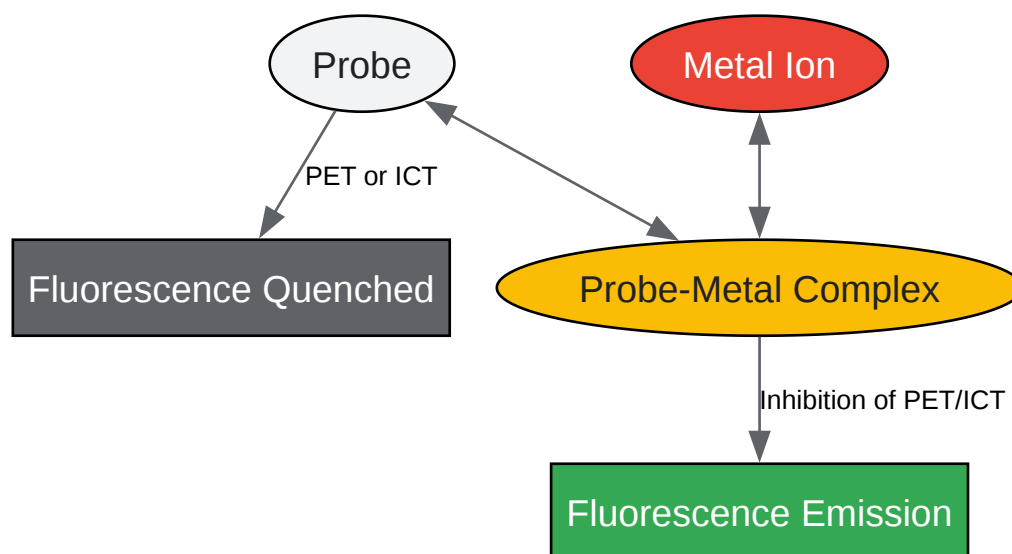 Probe
Metal Ion
PET or ICT
Fluorescence Quenched
Probe-Metal Complex
Inhibition of PET/ICT
Fluorescence Emission